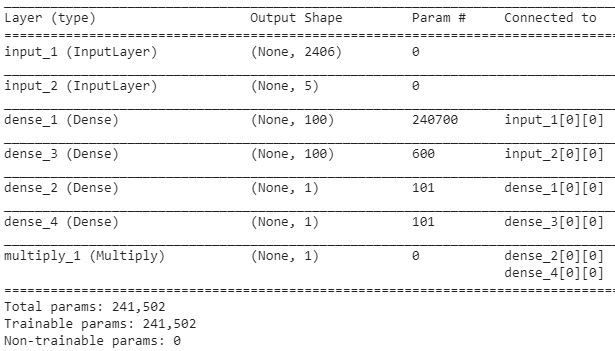 Layer (type) Output Shape Param # Connected to
input_1 (InputLayer) (None, 2406) 0
input_2 (InputLayer) (None, 5) 0
dense_1 (Dense) (None, 100) 240700 input_1[0][0]
dense_3 (Dense) (None, 100) 600 input_2[0][0]
dense_2 (Dense) (None, 1) 101 dense_1[0][0]
dense_4 (Dense) (None, 1) 101 dense_3[0][0]
multiply_1 (Multiply) (None, 1) 0 dense_2[0][0]
dense_4[0][0]
Total params: 241,502
Trainable params: 241,502
Non-trainable params: 0